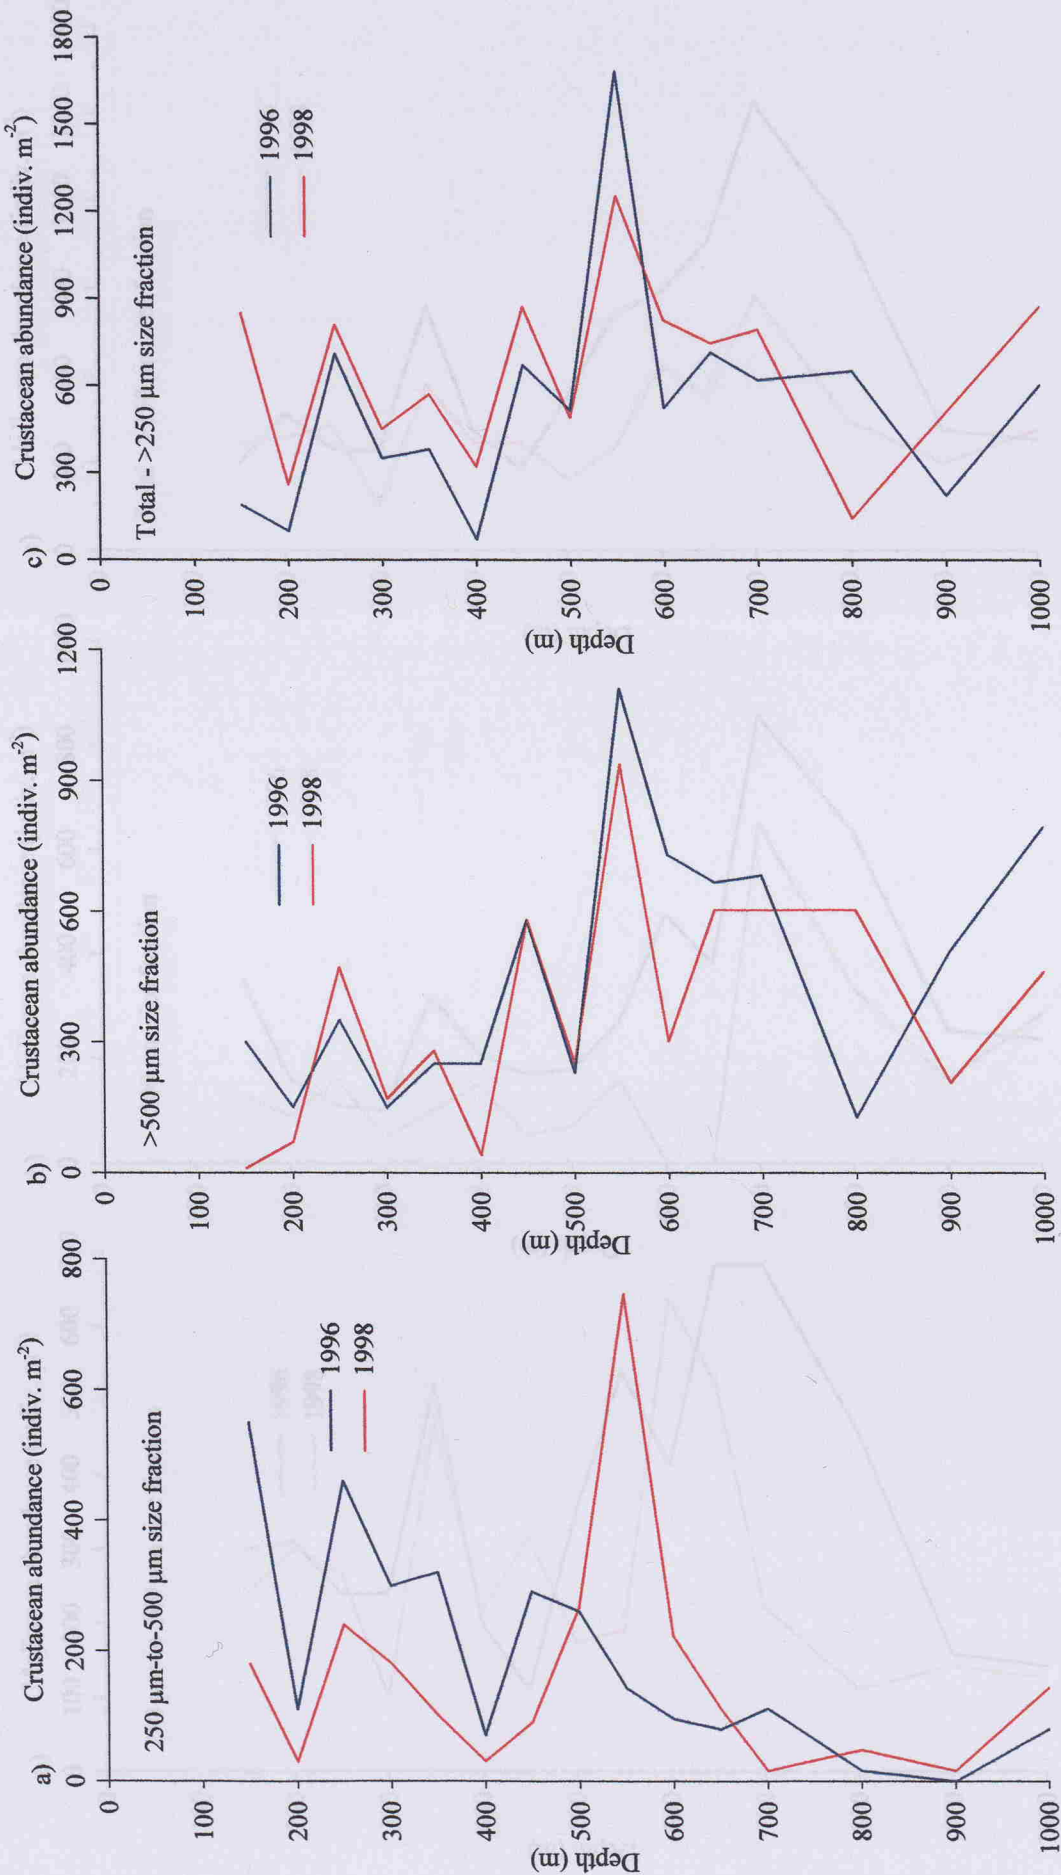 a)
Crustacean abundance (indiv. m⁻²)
0 200 400 600 800
250 µm-to-500 µm size fraction
1996
1998
Depth (m)
0
100
200
300
400
500
600
700
800
900
1000
b)
Crustacean abundance (indiv. m⁻²)
0 300 600 900 1200
>500 µm size fraction
1996
1998
Depth (m)
0
100
200
300
400
500
600
700
800
900
1000
c)
Crustacean abundance (indiv. m⁻²)
0 300 600 900 1200 1500 1800
Total - >250 µm size fraction
1996
1998
Depth (m)
0
100
200
300
400
500
600
700
800
900
1000